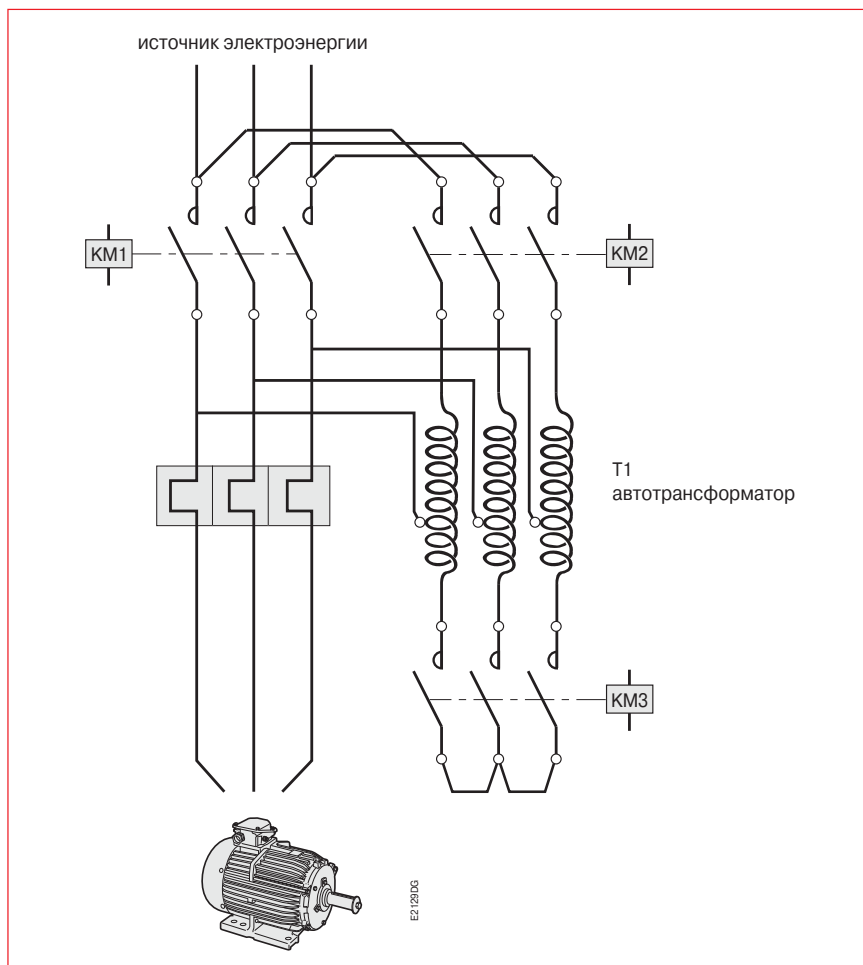 источник электроэнергии
KM1
KM2
T1
автотрансформатор
KM3
E2129DG